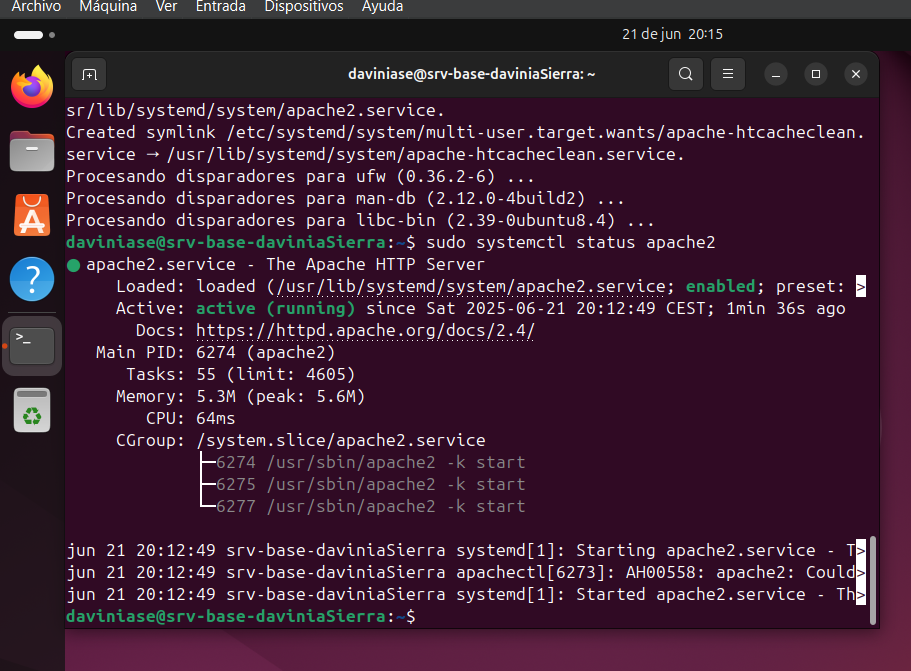 Archivo Máquina Ver Entrada Dispositivos Ayuda
21 de jun 20:15
daviniase@srv-base-daviniaSierra: ~
sr/lib/systemd/system/apache2.service.
Created symlink /etc/systemd/system/multi-user.target.wants/apache-htcacheclean.
service → /usr/lib/systemd/system/apache-htcacheclean.service.
Procesando disparadores para ufw (0.36.2-6) ...
Procesando disparadores para man-db (2.12.0-4build2) ...
Procesando disparadores para libc-bin (2.39-0ubuntu8.4) ...
daviniase@srv-base-daviniaSierra:~$ sudo systemctl status apache2
● apache2.service - The Apache HTTP Server
Loaded: loaded (/usr/lib/systemd/system/apache2.service; enabled; preset: >
Active: active (running) since Sat 2025-06-21 20:12:49 CEST; 1min 36s ago
Docs: https://httpd.apache.org/docs/2.4/
Main PID: 6274 (apache2)
Tasks: 55 (limit: 4605)
Memory: 5.3M (peak: 5.6M)
CPU: 64ms
CGroup: /system.slice/apache2.service
├─6274 /usr/sbin/apache2 -k start
├─6275 /usr/sbin/apache2 -k start
└─6277 /usr/sbin/apache2 -k start
jun 21 20:12:49 srv-base-daviniaSierra systemd[1]: Starting apache2.service - T>
jun 21 20:12:49 srv-base-daviniaSierra apachectl[6273]: AH00558: apache2: Could>
jun 21 20:12:49 srv-base-daviniaSierra systemd[1]: Started apache2.service - Th>
daviniase@srv-base-daviniaSierra:~$